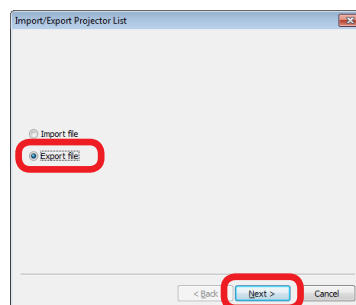 Import/Export Projector List
Import file
Export file
< Back Next > Cancel